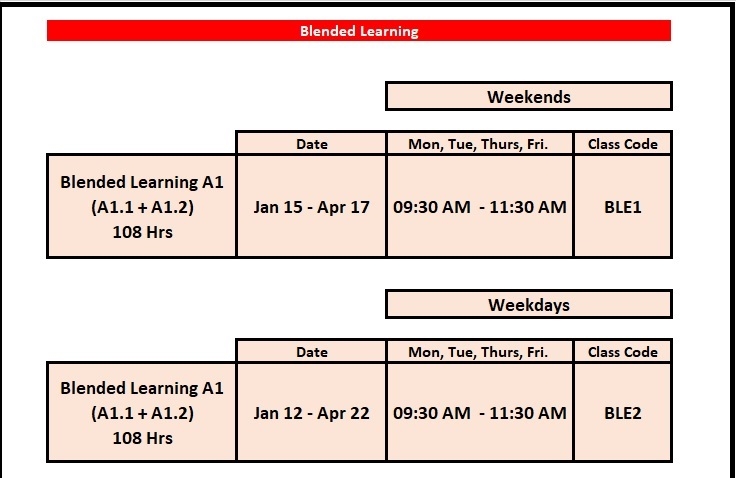 Blended Learning
Weekends
Date Mon, Tue, Thurs, Fri. Class Code
Blended Learning A1
(A1.1 + A1.2) Jan 15 - Apr 17 09:30 AM - 11:30 AM BLE1
108 Hrs
Weekdays
Date Mon, Tue, Thurs, Fri. Class Code
Blended Learning A1
(A1.1 + A1.2) Jan 12 - Apr 22 09:30 AM - 11:30 AM BLE2
108 Hrs